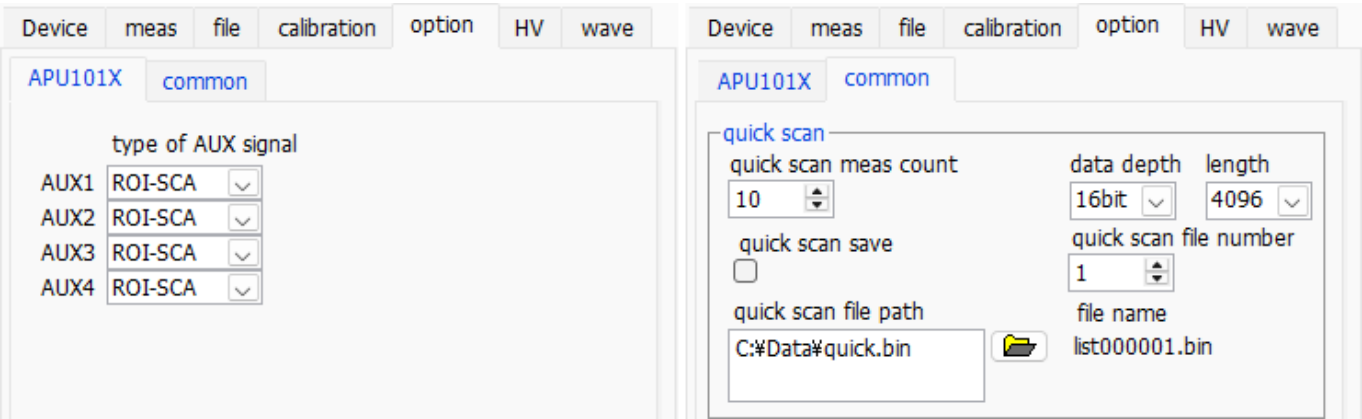 Device meas file calibration option HV wave
APU101X common
type of AUX signal
AUX1 ROI-SCA
AUX2 ROI-SCA
AUX3 ROI-SCA
AUX4 ROI-SCA
Device meas file calibration option HV wave
APU101X common
quick scan
quick scan meas count data depth length
10 16bit 4096
quick scan save quick scan file number
1
quick scan file path file name
C:¥Data¥quick.bin list000001.bin